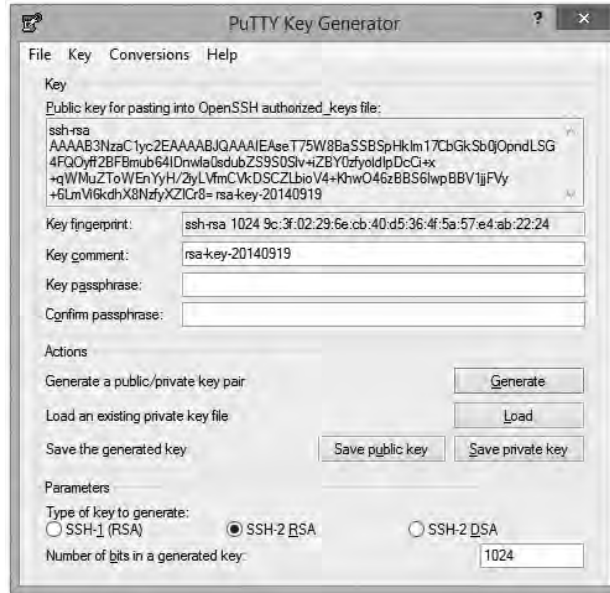 PuTTY Key Generator
?
×
File Key Conversions Help
Key
Public key for pasting into OpenSSH authorized_keys file:
ssh-rsa
AAAAB3NzaC1yc2EAAAABJQAAAIEAseT75W8BaSSBSpHkIm17CbGkSb0jOpndLSG
4FQOyff2BFBmub64IDnwIa0sdubZS9S0SIv+iZBY0zfyoIdIpDcCi+x
+qWMuZToWEnYyH/2iyLVfmCVkDSCZLbioV4+KhwO46zBBS6IwpBBV1jjFVy
+6LmVl6kdhX8NzfyXZICr8= rsa-key-20140919
Key fingerprint: ssh-rsa 1024 9c:3f:02:29:6e:cb:40:d5:36:4f:5a:57:e4:ab:22:24
Key comment: rsa-key-20140919
Key passphrase:
Confirm passphrase:
Actions
Generate a public/private key pair Generate
Load an existing private key file Load
Save the generated key Save public key Save private key
Parameters
Type of key to generate:
SSH-1 (RSA) SSH-2 RSA SSH-2 DSA
Number of bits in a generated key: 1024